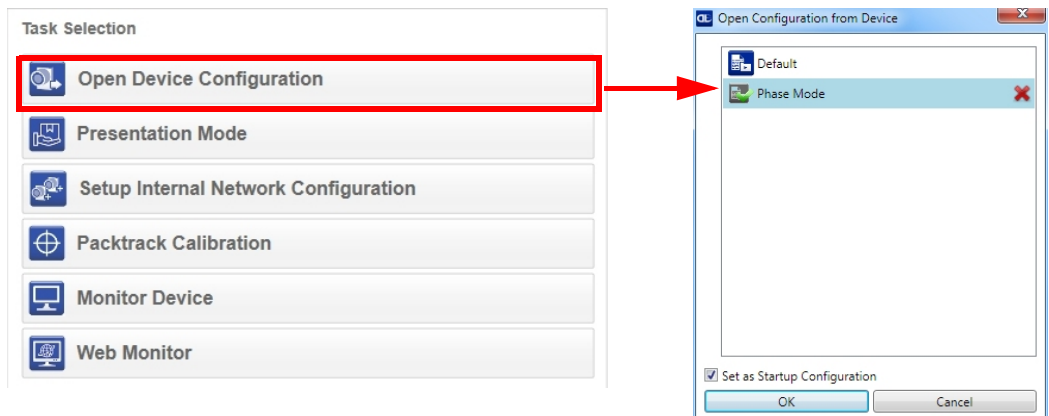 Task Selection
Open Device Configuration
Presentation Mode
Setup Internal Network Configuration
Packtrack Calibration
Monitor Device
Web Monitor
Open Configuration from Device
Default
Phase Mode
Set as Startup Configuration
OK
Cancel